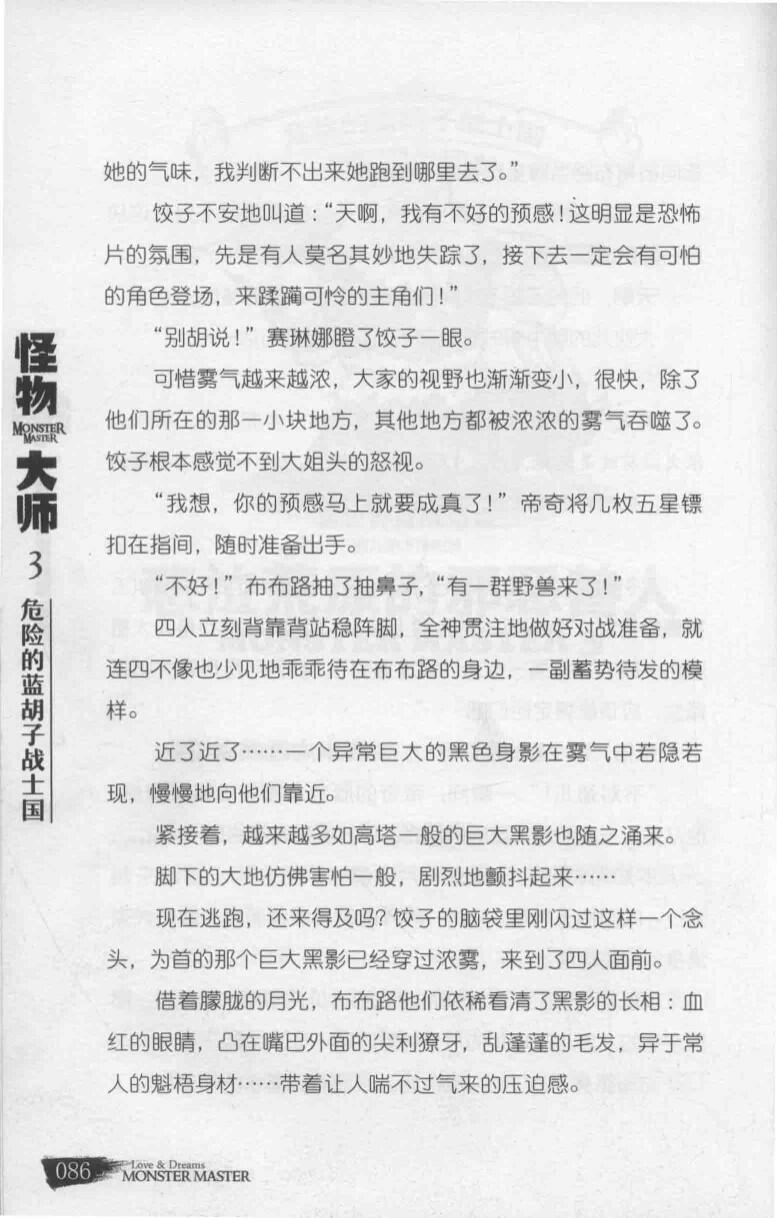 她的气味，我判断不出来她跑到哪里去了。”
饺子不安地叫道：“天啊，我有不好的预感！这明显是恐怖
片的氛围，先是有人莫名其妙地失踪了，接下去一定会有可怕
的角色登场，来蹂躏可怜的主角们！”
“别胡说！”赛琳娜瞪了饺子一眼。
可惜雾气越来越浓，大家的视野也渐渐变小，很快，除了
他们所在的那一小块地方，其他地方都被浓浓的雾气吞噬了。
饺子根本感觉不到大姐头的怒视。
“我想，你的预感马上就要成真了！”帝奇将几枚五星镖
扣在指间，随时准备出手。
“不好！”布布路抽了抽鼻子，“有一群野兽来了！”
四人立刻背靠背站稳阵脚，全神贯注地做好对战准备，就
连四不像也少见地乖乖待在布布路的身边，一副蓄势待发的模
样。
近了近了……一个异常巨大的黑色身影在雾气中若隐若
现，慢慢地向他们靠近。
紧接着，越来越多如高塔一般的巨大黑影也随之涌来。
脚下的大地仿佛害怕一般，剧烈地颤抖起来……
现在逃跑，还来得及吗？饺子的脑袋里刚闪过这样一个念
头，为首的那个巨大黑影已经穿过浓雾，来到了四人面前。
借着朦胧的月光，布布路他们依稀看清了黑影的长相：血
红的眼睛，凸在嘴巴外面的尖利獠牙，乱蓬蓬的毛发，异于常
人的魁梧身材……带着让人喘不过气来的压迫感。
怪物
MONSTER
MASTER
大师
3
危险的蓝胡子战士国
086
Love & Dreams
MONSTER MASTER